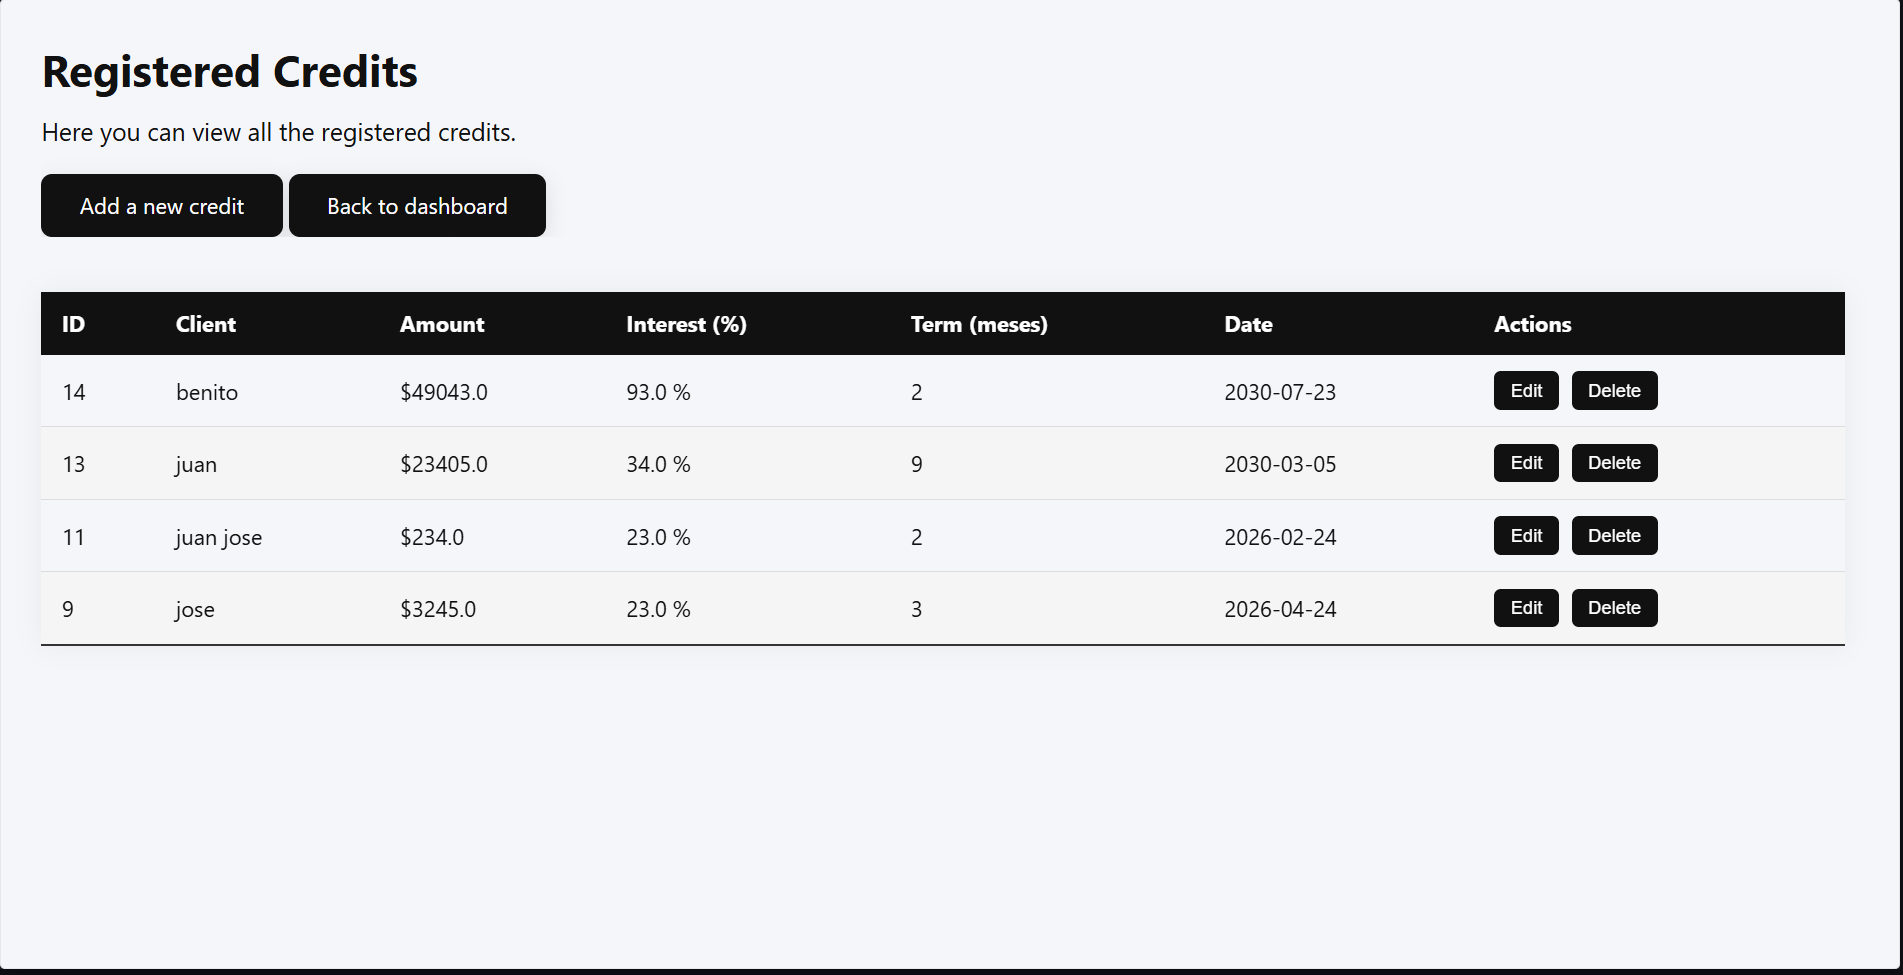 Registered Credits
Here you can view all the registered credits.
Add a new credit Back to dashboard
ID Client Amount Interest (%) Term (meses) Date Actions
14 benito $49043.0 93.0 % 2 2030-07-23 Edit Delete
13 juan $23405.0 34.0 % 9 2030-03-05 Edit Delete
11 juan jose $234.0 23.0 % 2 2026-02-24 Edit Delete
9 jose $3245.0 23.0 % 3 2026-04-24 Edit Delete